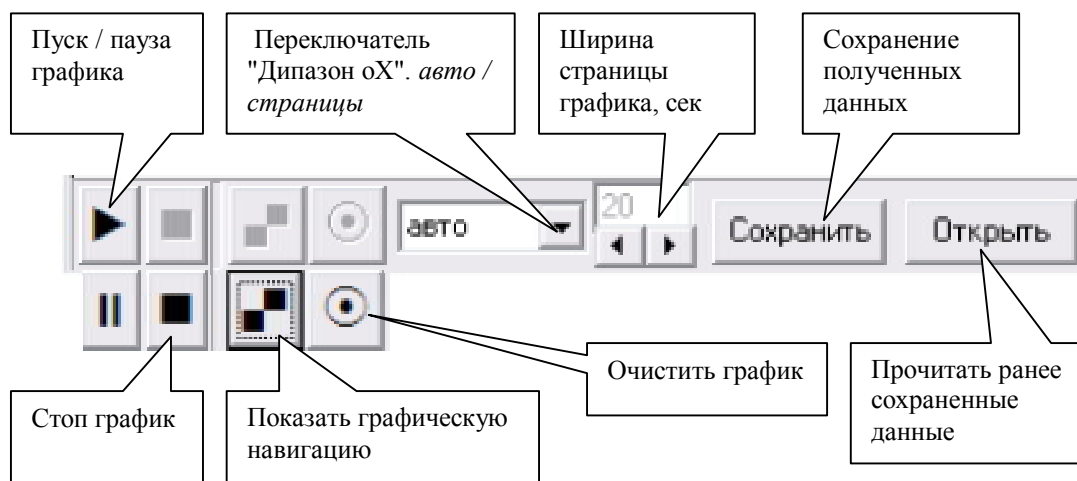 Пуск / пауза
графика
Переключатель
"Дипазон оХ". авто /
страницы
Ширина
страницы
графика, сек
Сохранение
полученных
данных
авто
20
Сохранить
Открыть
Стоп график
Показать графическую
навигацию
Очистить график
Прочитать ранее
сохраненные
данные